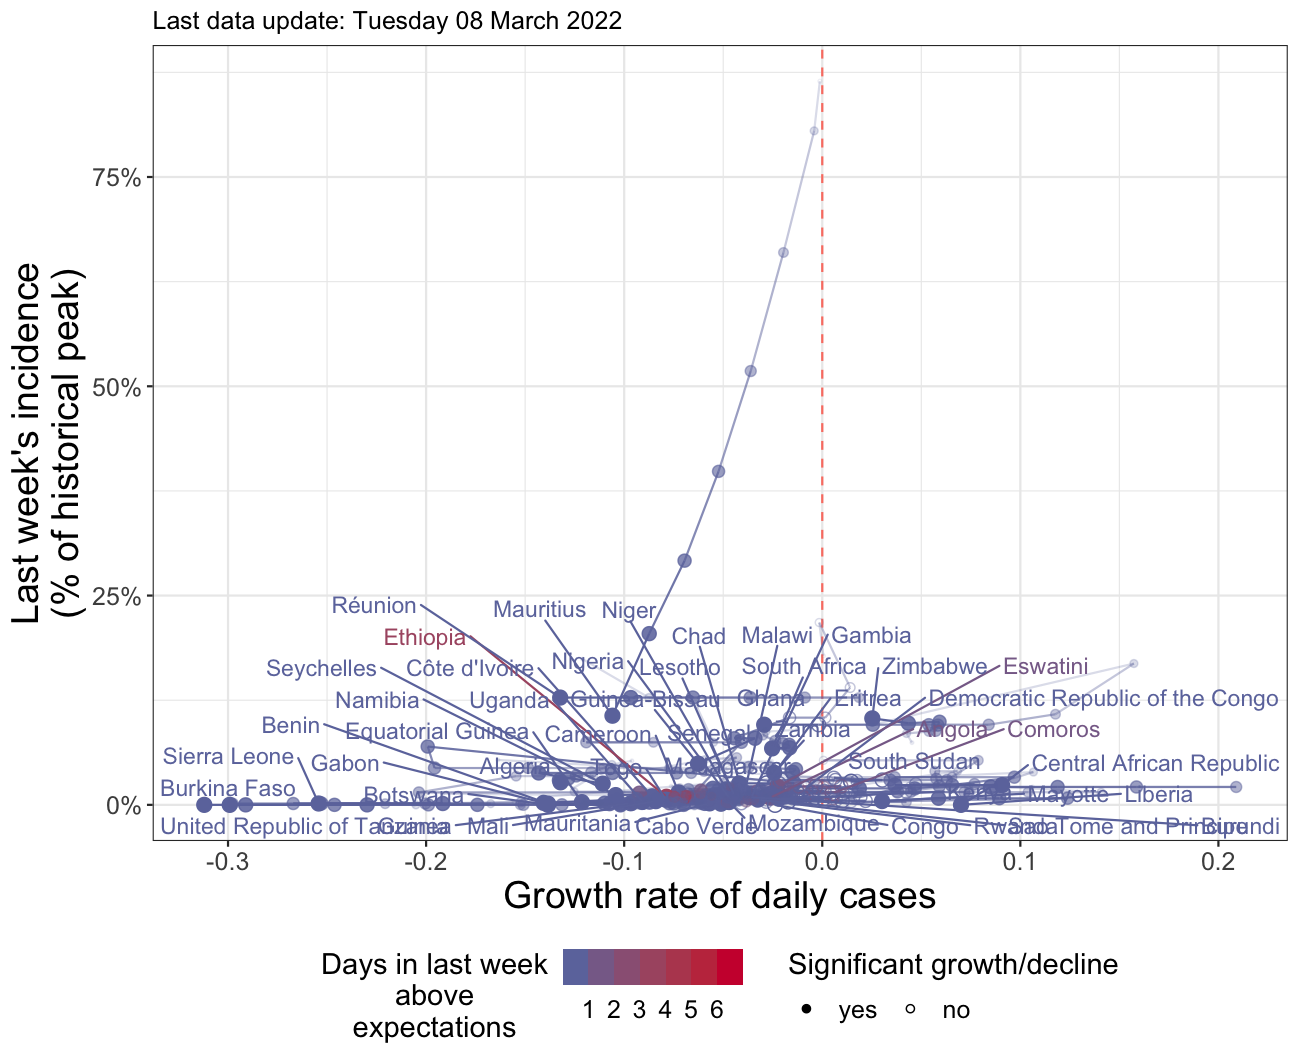 Last data update: Tuesday 08 March 2022
Last week's incidence
(% of historical peak)
75%
50%
25%
0%
Réunion
Mauritius
Niger
Ethiopia
Chad
Malawi
Gambia
Seychelles
Côte d'Ivoire
Nigeria
Lesotho
South Africa
Zimbabwe
Eswatini
Namibia
Uganda
Guinea-Bissau
Ghana
Eritrea
Democratic Republic of the Congo
Benin
Equatorial Guinea
Cameroon
Senegal
Zambia
Angola
Comoros
Sierra Leone
Gabon
Algeria
Togo
Madagascar
South Sudan
Central African Republic
Burkina Faso
Botswana
Mayotte
Liberia
United Republic of Tanzania
Guinea
Mali
Mauritania
Cabo Verde
Mozambique
Congo
Rwanda
Sao Tome and Principe
Burundi
-0.3
-0.2
-0.1
0.0
0.1
0.2
Growth rate of daily cases
Days in last week
above
expectations
1 2 3 4 5 6
Significant growth/decline
yes
no